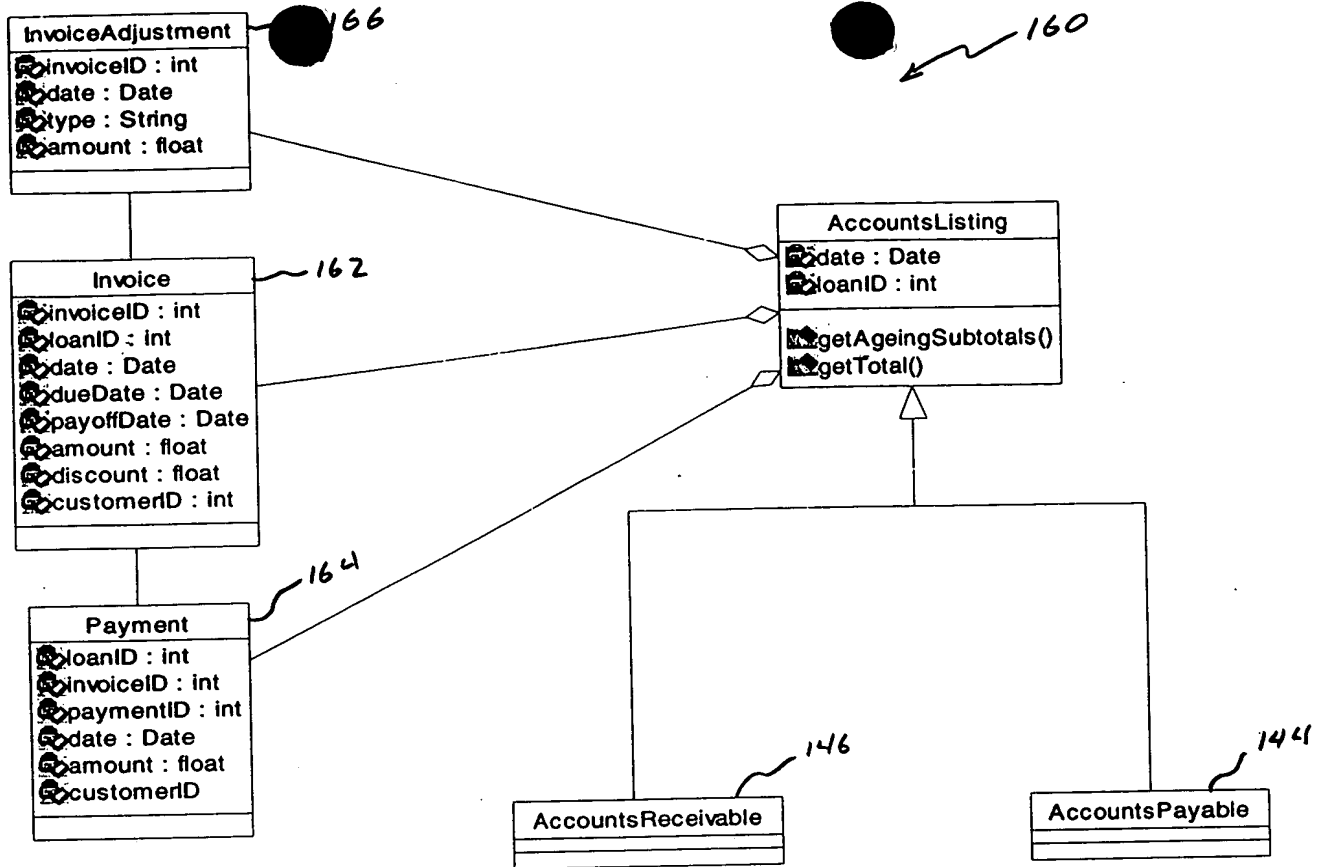 InvoiceAdjustment
invoiceID : int
date : Date
type : String
amount : float
166
160
Invoice
invoiceID : int
loanID : int
date : Date
dueDate : Date
payoffDate : Date
amount : float
discount : float
customerID : int
162
AccountsListing
date : Date
loanID : int
getAgeingSubtotals()
getTotal()
Payment
loanID : int
invoiceID : int
paymentID : int
date : Date
amount : float
customerID
164
AccountsReceivable
146
AccountsPayable
144